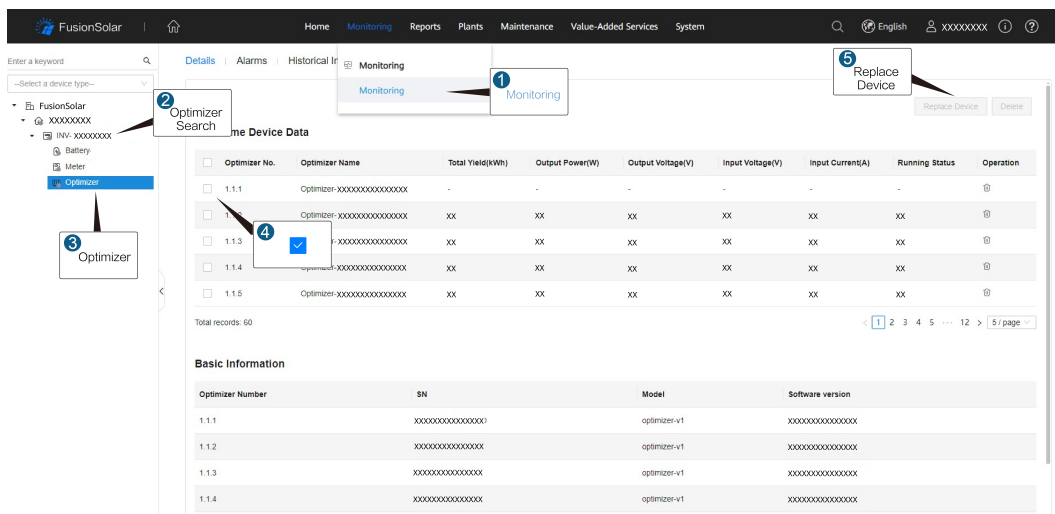 FusionSolar
Home Monitoring Reports Plants Maintenance Value-Added Services System
English XXXXXXXX
Enter a keyword
--Select a device type--
FusionSolar
XXXXXXXX
INV- XXXXXXXX
Battery
Meter
Optimizer
2
Optimizer
Search
3
Optimizer
Details Alarms Historical
Monitoring
Monitoring
1
Monitoring
5
Replace
Device
Replace Device Delete
Device Data
Optimizer No. Optimizer Name Total Yield(kWh) Output Power(W) Output Voltage(V) Input Voltage(V) Input Current(A) Running Status Operation
1.1.1 Optimizer-XXXXXXXXXXXXXXX - - - - - -
Optimizer- XXXXXXXXXXXXXX XX XX XX XX XX XX
4
1.1.3 XXXXXXXXXXXXXX XX XX XX XX XX XX
1.1.4 Optimizer-XXXXXXXXXXXXXXX XX XX XX XX XX XX
1.1.5 Optimizer-XXXXXXXXXXXXXXX XX XX XX XX XX XX
Total records: 60
< 1 2 3 4 5 ··· 12 > 5 / page
Basic Information
Optimizer Number SN Model Software version
1.1.1 XXXXXXXXXXXXXXX optimizer-v1 XXXXXXXXXXXXXXX
1.1.2 XXXXXXXXXXXXXXX optimizer-v1 XXXXXXXXXXXXXXX
1.1.3 XXXXXXXXXXXXXXX optimizer-v1 XXXXXXXXXXXXXXX
1.1.4 XXXXXXXXXXXXXXX optimizer-v1 XXXXXXXXXXXXXXX